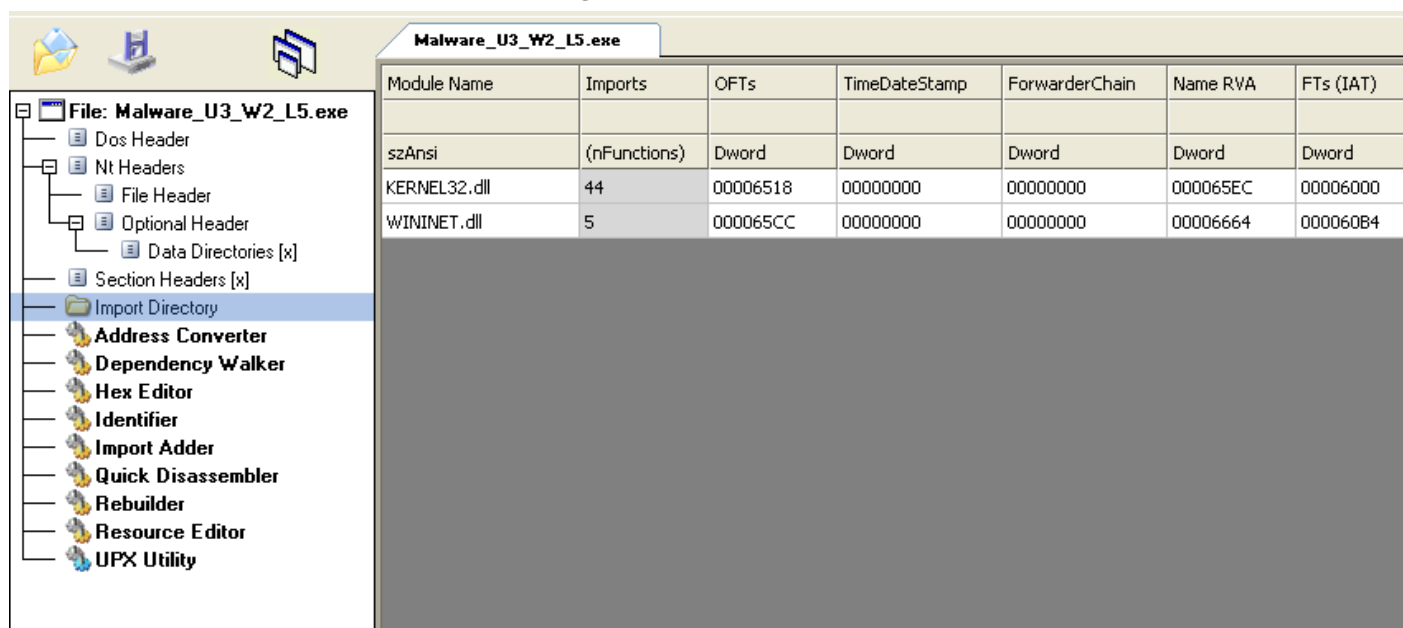 Malware_U3_W2_L5.exe
Module Name Imports OFTs TimeDateStamp ForwarderChain Name RVA FTs (IAT)
szAnsi (nFunctions) Dword Dword Dword Dword Dword
KERNEL32.dll 44 00006518 00000000 00000000 000065EC 00006000
WININET.dll 5 000065CC 00000000 00000000 00006664 000060B4
File: Malware_U3_W2_L5.exe
Dos Header
Nt Headers
File Header
Optional Header
Data Directories [x]
Section Headers [x]
Import Directory
Address Converter
Dependency Walker
Hex Editor
Identifier
Import Adder
Quick Disassembler
Rebuilder
Resource Editor
UPX Utility